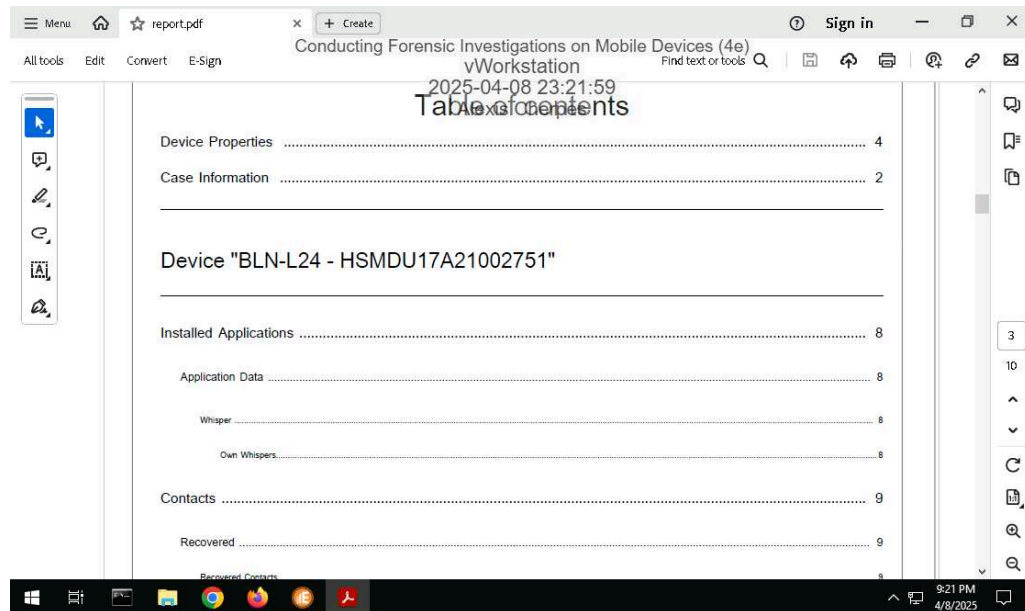 Menu
report.pdf
+ Create
Sign in
All tools Edit Convert E-Sign
Find text or tools
Conducting Forensic Investigations on Mobile Devices (4e)
vWorkstation
2025-04-08 23:21:59
Table of contents
Device Properties 4
Case Information 2
Device "BLN-L24 - HSMDU17A21002751"
Installed Applications 8
Application Data 8
Whisper 8
Own Whispers 8
Contacts 9
Recovered 9
Recovered Contacts 9
3
10
9:21 PM
4/8/2025